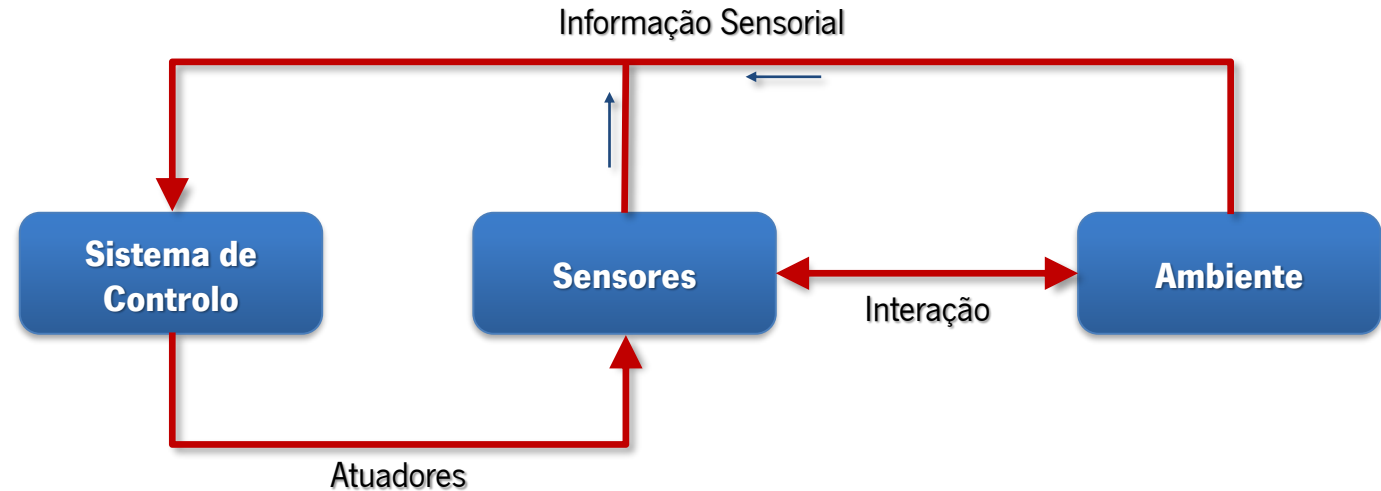 Informação Sensorial
Sistema de
Controlo
Sensores
Interação
Ambiente
Atuadores